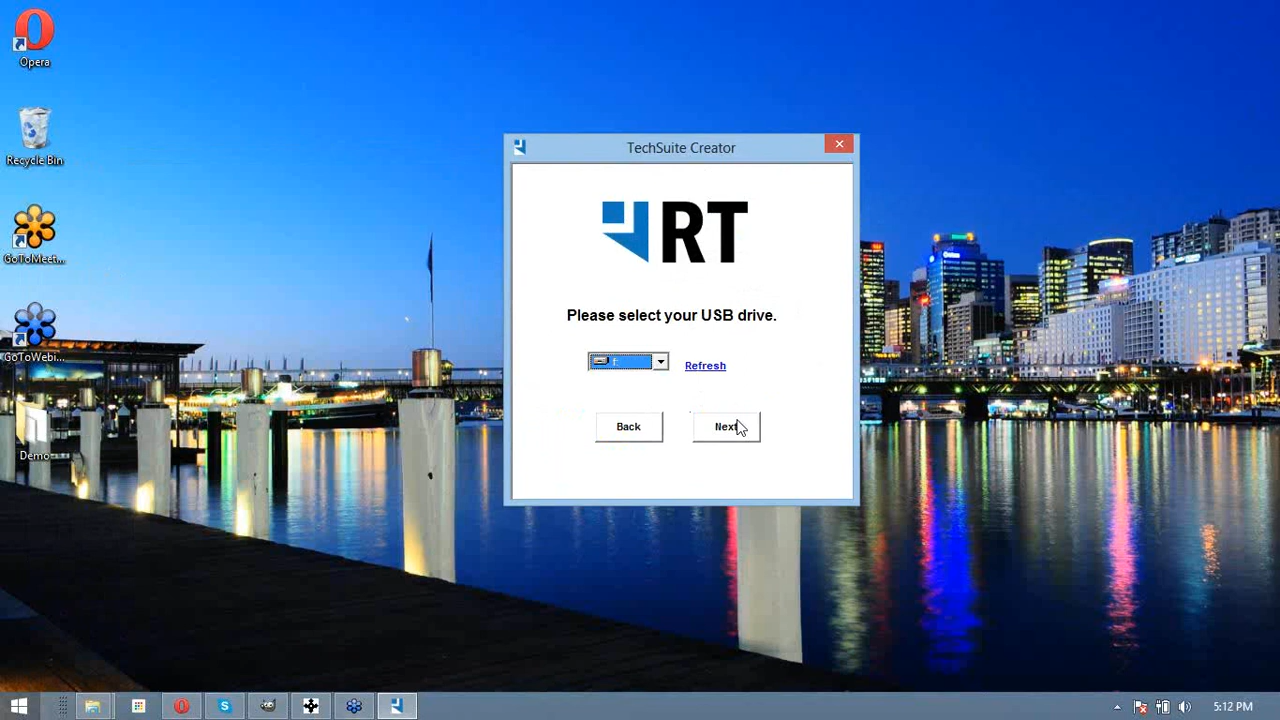 Opera
Recycle Bin
GoToMeet...
GoToWebi...
Demo
TechSuite Creator
RT
Please select your USB drive.
f:
Refresh
Back
Next
5:12 PM